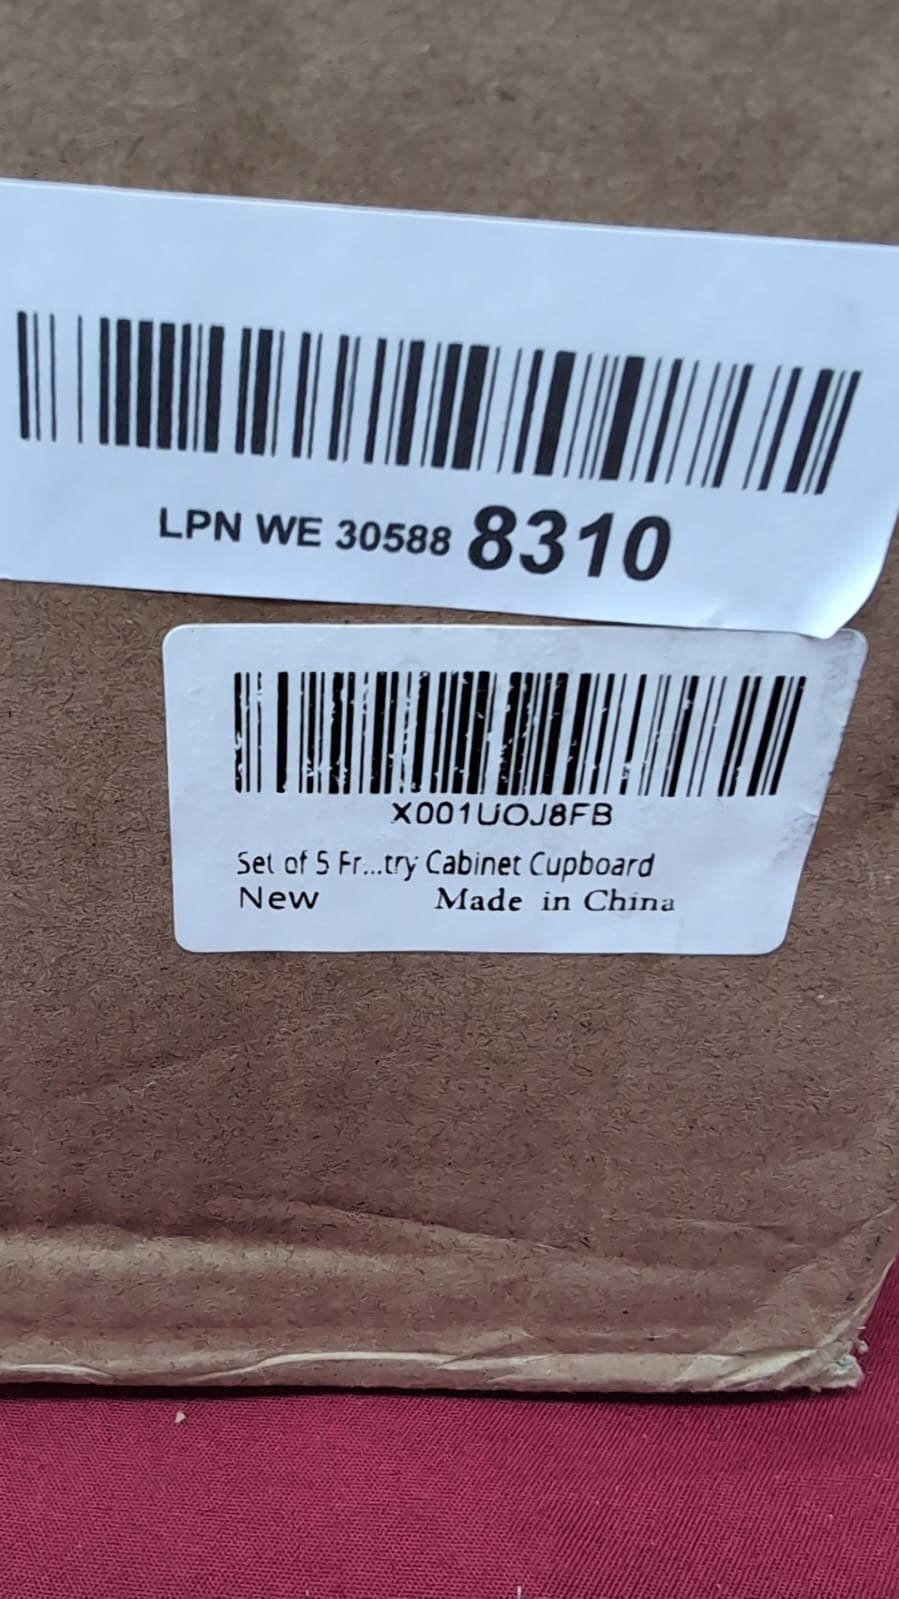 LPN WE 30588 8310
X001UOJ8FB
Set of 5 Fr...try Cabinet Cupboard
New Made in China